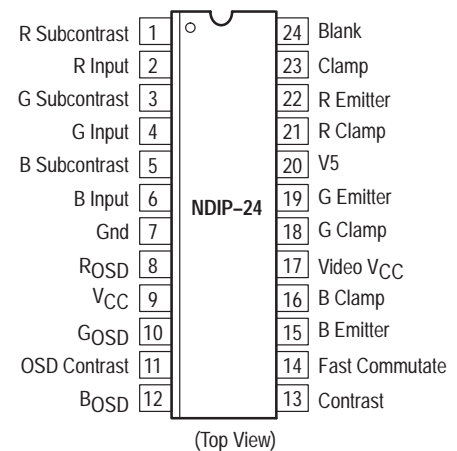 R Subcontrast 1 24 Blank
R Input 2 23 Clamp
G Subcontrast 3 22 R Emitter
G Input 4 21 R Clamp
B Subcontrast 5 20 V5
B Input 6 19 G Emitter
NDIP–24
Gnd 7 18 G Clamp
ROSD 8 17 Video VCC
VCC 9 16 B Clamp
GOSD 10 15 B Emitter
OSD Contrast 11 14 Fast Commutate
BOSD 12 13 Contrast
(Top View)